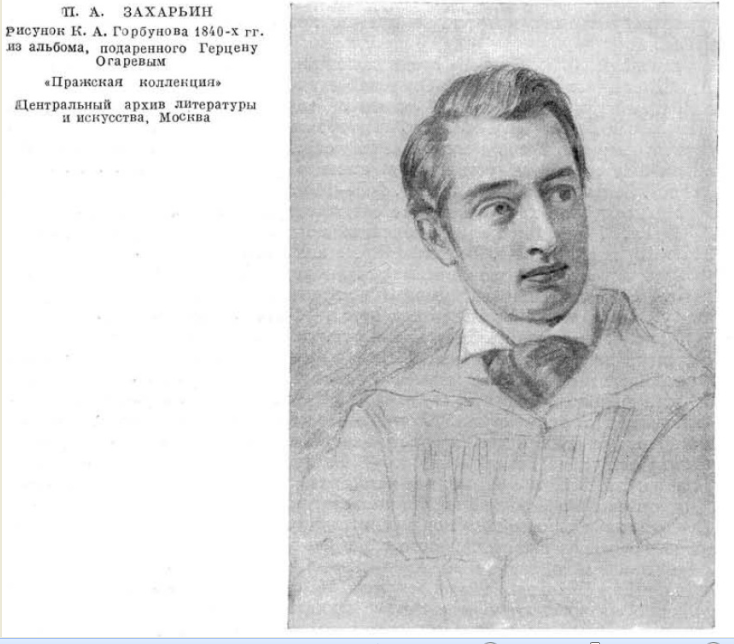 П. А. ЗАХАРЬИН
Рисунок К. А. Горбунова 1840-х гг.
из альбома, подаренного Герцену
Огаревым
«Пражская коллекция»
Центральный архив литературы
и искусства, Москва